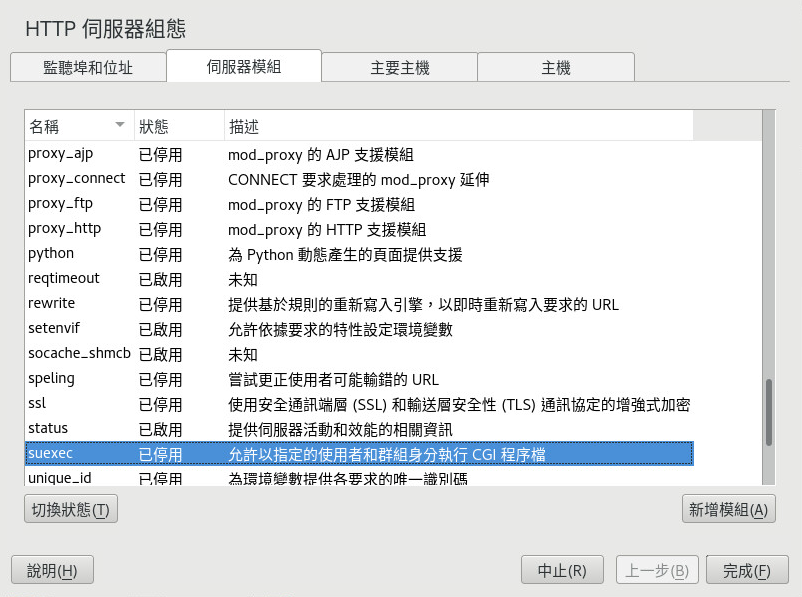 HTTP 伺服器組態
監聽埠和位址 伺服器模組 主要主機 主機
名稱 狀態 描述
proxy_ajp 已停用 mod_proxy 的 AJP 支援模組
proxy_connect 已停用 CONNECT 要求處理的 mod_proxy 延伸
proxy_ftp 已停用 mod_proxy 的 FTP 支援模組
proxy_http 已停用 mod_proxy 的 HTTP 支援模組
python 已停用 為 Python 動態產生的頁面提供支援
reqtimeout 已啟用 未知
rewrite 已停用 提供基於規則的重新寫入引擎，以即時重新寫入要求的 URL
setenvif 已啟用 允許依據要求的特性設定環境變數
socache_shmcb 已啟用 未知
speling 已停用 嘗試更正使用者可能輸錯的 URL
ssl 已停用 使用安全通訊端層 (SSL) 和輸送層安全性 (TLS) 通訊協定的增強式加密
status 已啟用 提供伺服器活動和效能的相關資訊
suexec 已停用 允許以指定的使用者和群組身分執行 CGI 程序檔
unique_id 已停用 為環境變數提供各要求的唯一識別碼
切換狀態(T) 新增模組(A)
說明(H) 中止(R) 上一步(B) 完成(F)